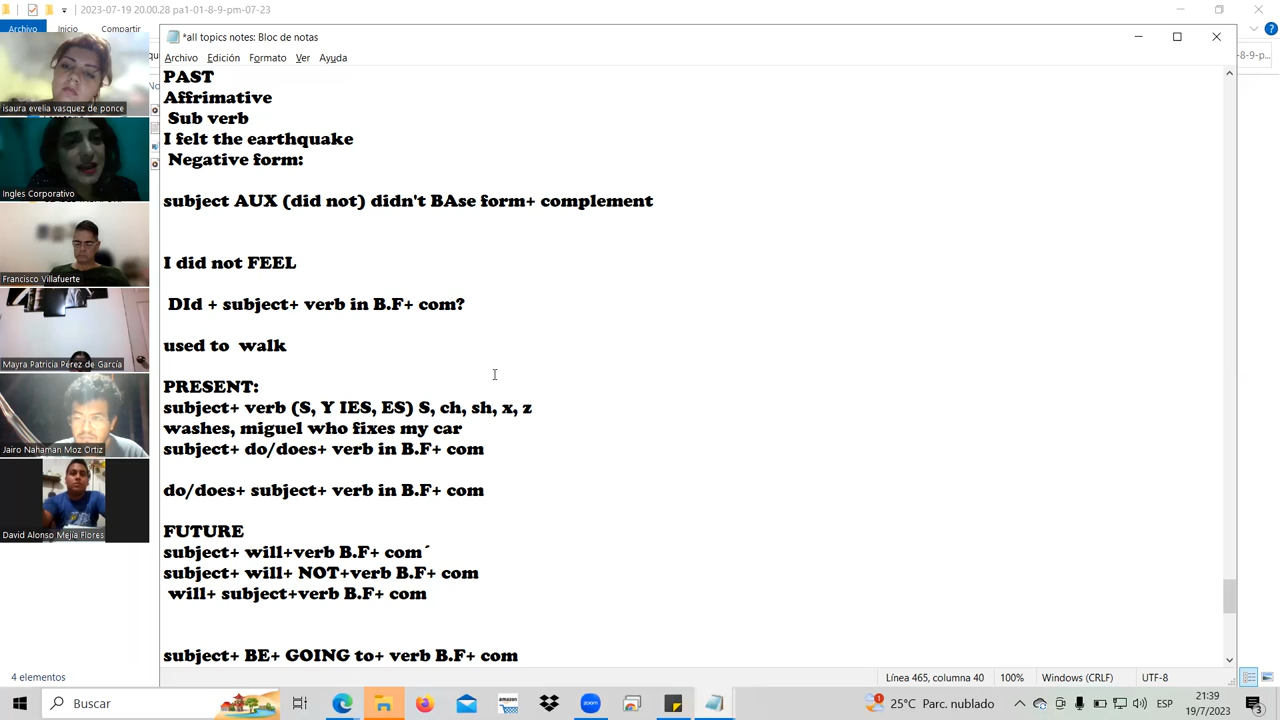 2023-07-19 20.00.28 pa1-01-8-9-pm-07-23
Archivo Inicio Compartir
*all topics notes: Bloc de notas
Archivo Edición Formato Ver Ayuda
PAST
Affrimative
Sub verb
I felt the earthquake
Negative form:
subject AUX (did not) didn't BAse form+ complement
I did not FEEL
DId + subject+ verb in B.F+ com?
used to walk
PRESENT:
subject+ verb (S, Y IES, ES) S, ch, sh, x, z
washes, miguel who fixes my car
subject+ do/does+ verb in B.F+ com
do/does+ subject+ verb in B.F+ com
FUTURE
subject+ will+verb B.F+ com´
subject+ will+ NOT+verb B.F+ com
will+ subject+verb B.F+ com
subject+ BE+ GOING to+ verb B.F+ com
isaura evelia vasquez de ponce
Ingles Corporativo
Francisco Villafuerte
Mayra Patricia Pérez de García
Jairo Nahaman Moz Ortiz
David Alonso Mejía Flores
4 elementos
Línea 465, columna 40 100% Windows (CRLF) UTF-8
Buscar
amazon
zoom
1
25°C Parc. nublado
ESP
19/7/2023
3